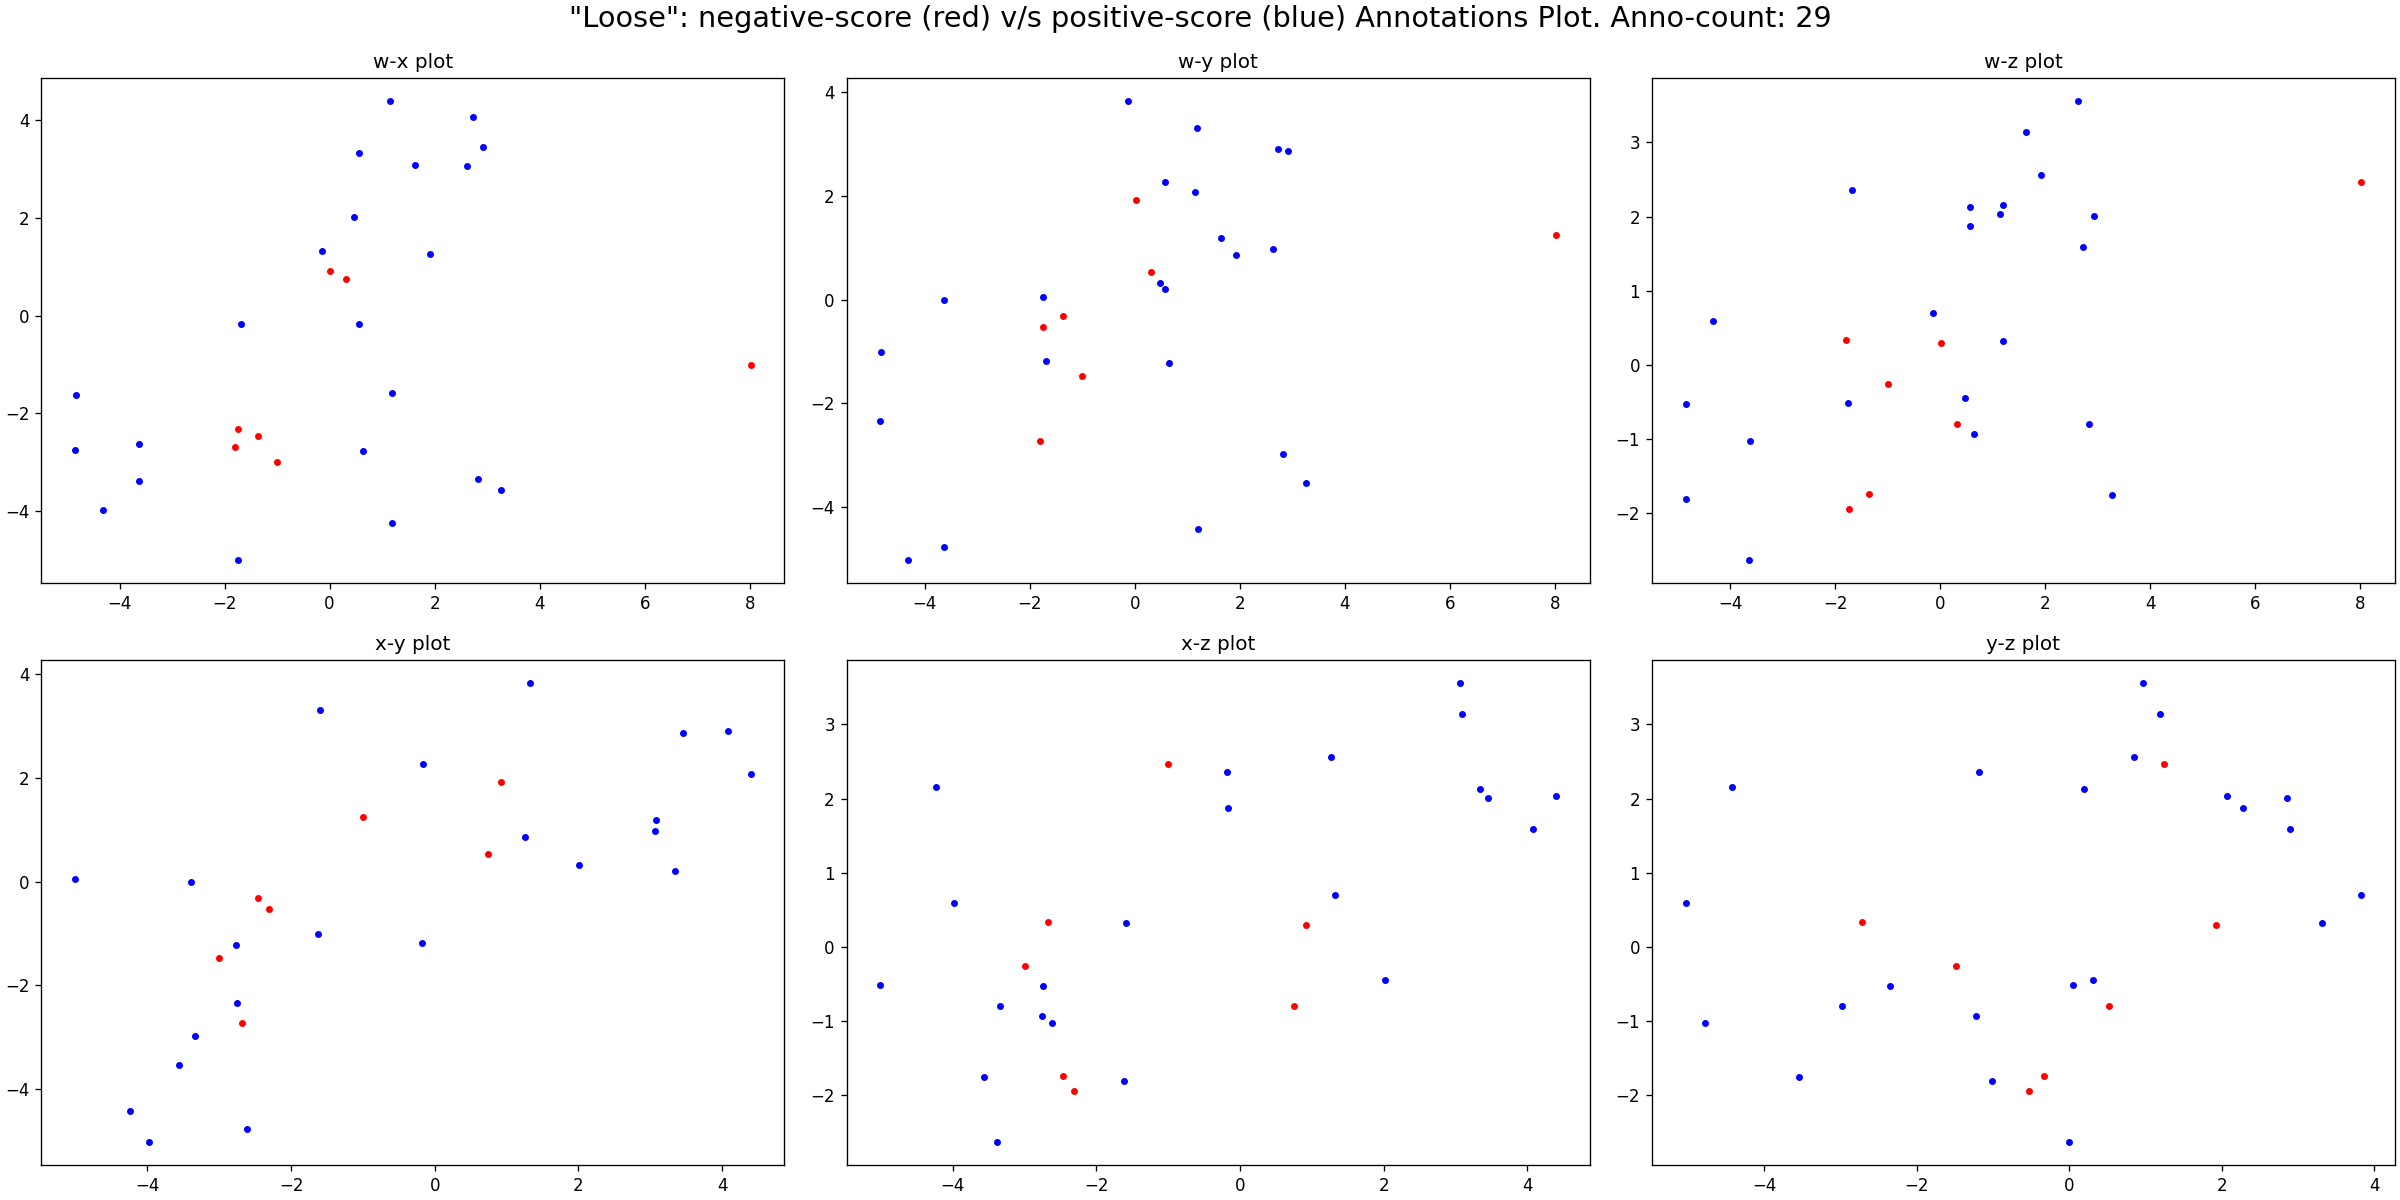 "Loose": negative-score (red) v/s positive-score (blue) Annotations Plot. Anno-count: 29
w-x plot
4
2
0
−2
−4
−4 −2 0 2 4 6 8
w-y plot
4
2
0
−2
−4
−4 −2 0 2 4 6 8
w-z plot
3
2
1
0
−1
−2
−4 −2 0 2 4 6 8
x-y plot
4
2
0
−2
−4
−4 −2 0 2 4
x-z plot
3
2
1
0
−1
−2
−4 −2 0 2 4
y-z plot
3
2
1
0
−1
−2
−4 −2 0 2 4